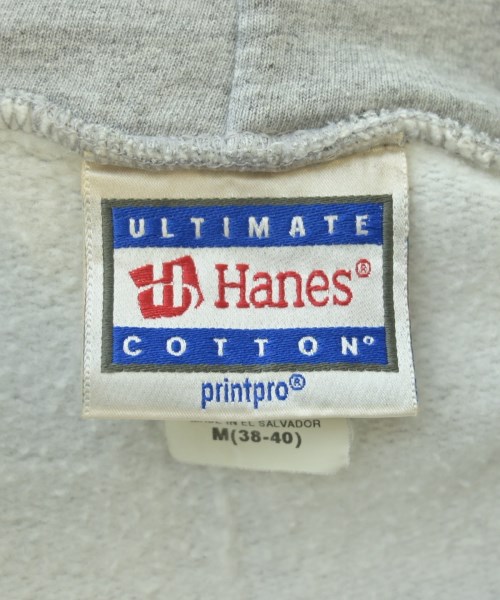 ULTIMATE
Hanes®
COTTON®
printpro®
MADE IN EL SALVADOR
M(38-40)